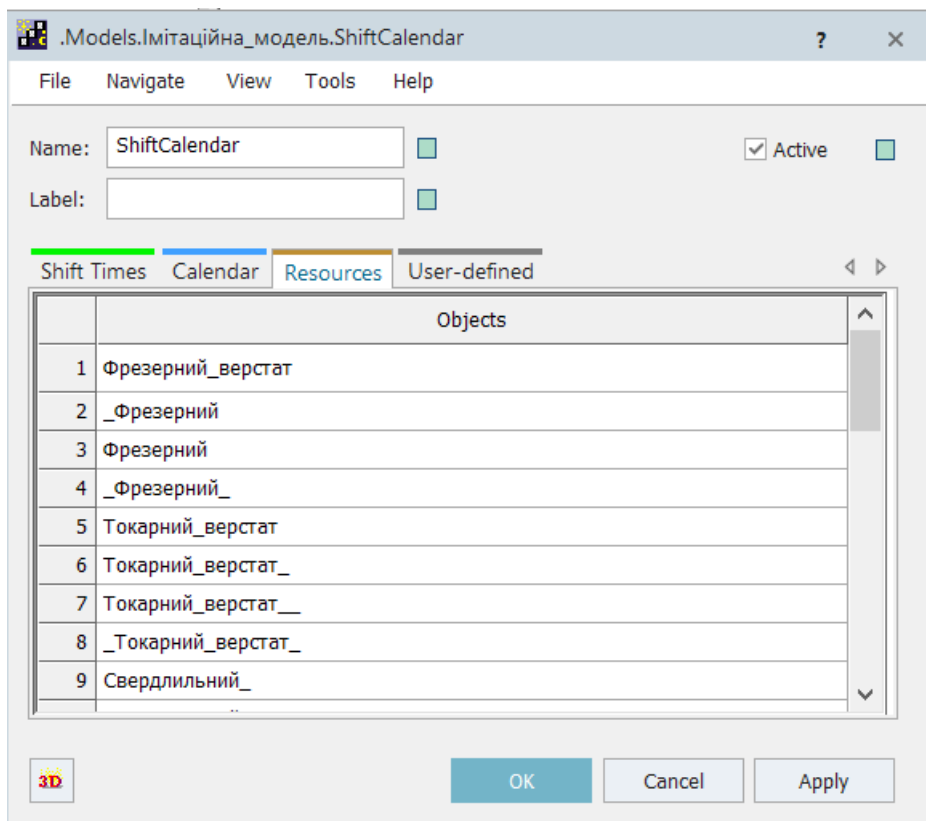 .Models.Імітаційна_модель.ShiftCalendar ? ×
File Navigate View Tools Help
Name: ShiftCalendar Active
Label:
Shift Times Calendar Resources User-defined
Objects
1 Фрезерний_верстат
2 _Фрезерний
3 Фрезерний
4 _Фрезерний_
5 Токарний_верстат
6 Токарний_верстат_
7 Токарний_верстат__
8 _Токарний_верстат_
9 Свердлильний_
3D OK Cancel Apply